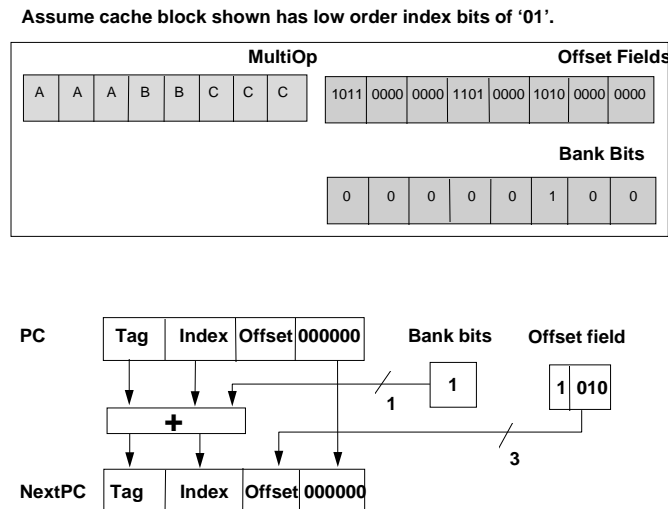 Assume cache block shown has low order index bits of ‘01’.
MultiOp Offset Fields
A A A B B C C C 1011 0000 0000 1101 0000 1010 0000 0000
Bank Bits
0 0 0 0 0 1 0 0
PC Tag Index Offset 000000 Bank bits Offset field
1 1 010
1
+
3
NextPC Tag Index Offset 000000